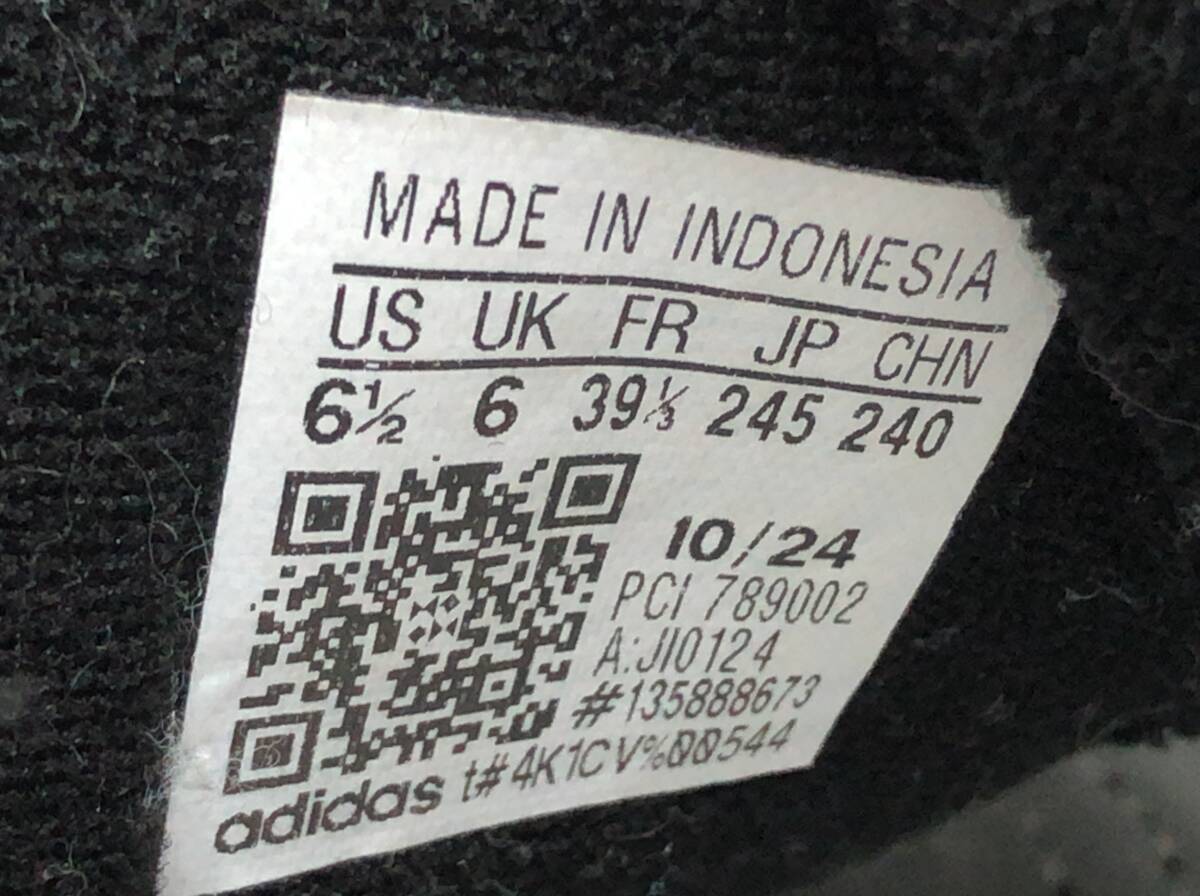 MADE IN INDONESIA
US UK FR JP CHN
6½ 6 39⅓ 245 240
10/24
PCI 789002
A:JI0124
#135888673
adidas t#4K1CV%00544